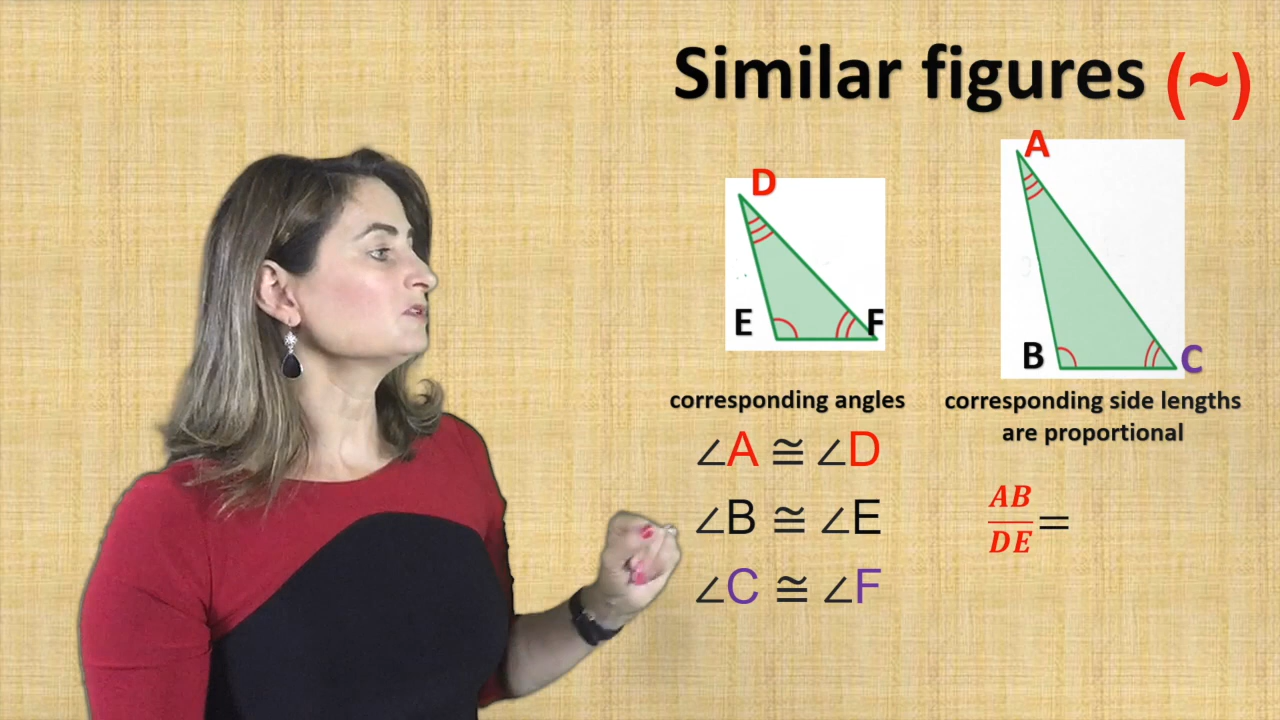 Similar figures (~)
D
E
F
A
B
C
corresponding angles
∠A ≅ ∠D
∠B ≅ ∠E
∠C ≅ ∠F
corresponding side lengths
are proportional
AB
DE
=